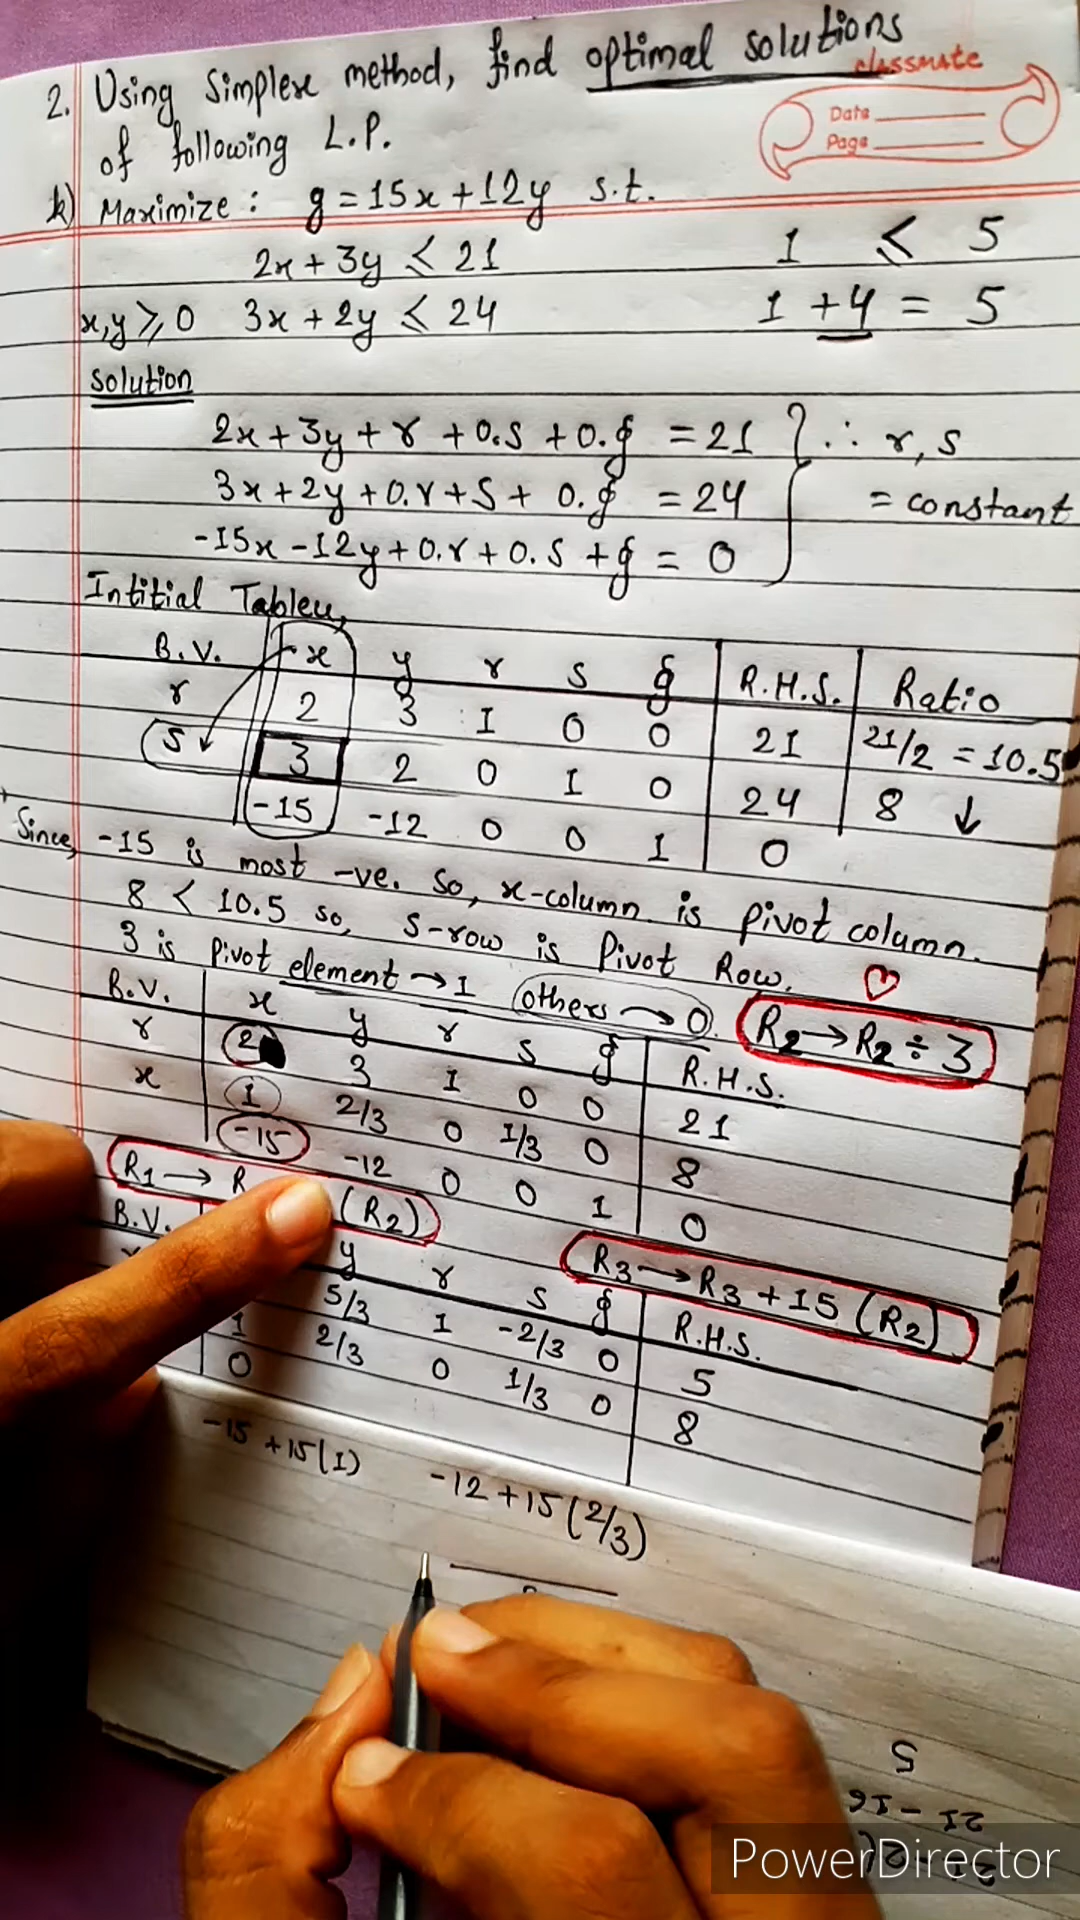 2. Using Simplex method, find optimal solutions
classmate
Date
Page
of following L.P.
k) Maximize : g = 15x + 12y s.t.
2x + 3y ≤ 21
1 ≤ 5
x,y ≥ 0 3x + 2y ≤ 24
1 + 4 = 5
Solution
2x + 3y + r + 0.s + 0.g = 21 } ∴ r, s
3x + 2y + 0.r + s + 0.g = 24 = constant
-15x - 12y + 0.r + 0.s + g = 0
Intitial Tableu,
B.V. x y r s g R.H.S. Ratio
r 2 3 1 0 0 21 21/2 = 10.5
s 3 2 0 1 0 24 8 ↓
-15 -12 0 0 1 0
Since, -15 is most -ve. So, x-column is pivot column.
8 < 10.5 so, s-row is Pivot Row.
3 is Pivot element → 1 others → 0 R2 → R2 ÷ 3
B.V. x y r s g R.H.S.
r 2 3 1 0 0 21
x 1 2/3 0 1/3 0 8
-15 -12 0 0 1 0
R1 → R (R2)
R3 → R3 + 15 (R2)
B.V. y r s g R.H.S.
5/3 1 -2/3 0 5
1 2/3 0 1/3 0 8
0
-15 + 15(1) -12 + 15(2/3)
5
21 - 16
PowerDirector